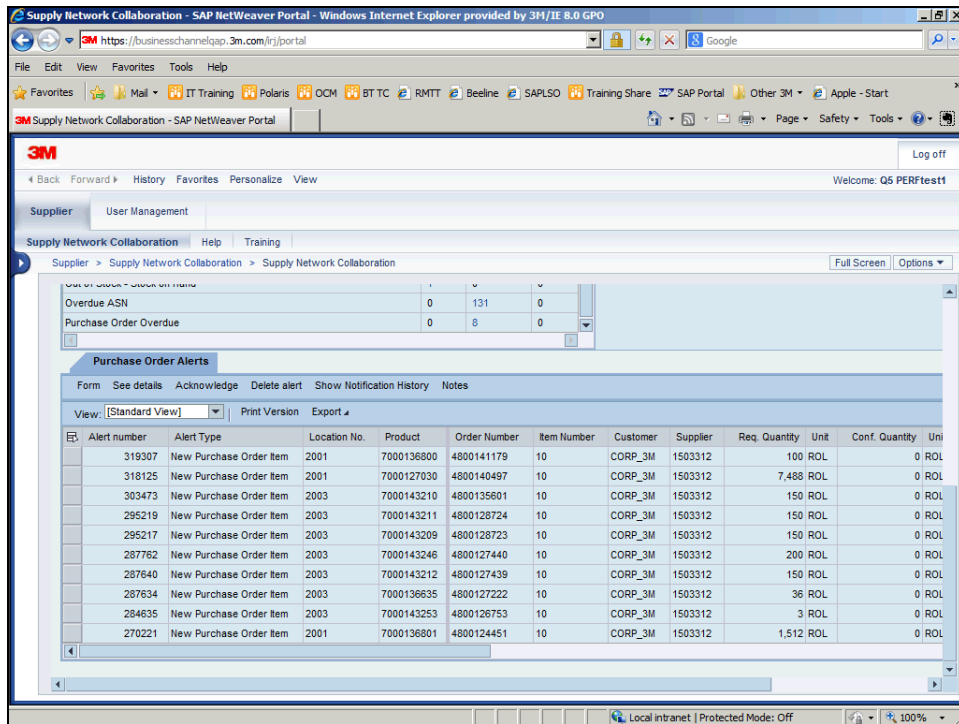 Supply Network Collaboration - SAP NetWeaver Portal - Windows Internet Explorer provided by 3M/IE 8.0 GPO
3M https://businesschannelqap.3m.com/irj/portal Google
File Edit View Favorites Tools Help
Favorites Mail IT Training Polaris OCM BT TC RMTT Beeline SAPLSO Training Share SAP Portal Other 3M Apple - Start »
3M Supply Network Collaboration - SAP NetWeaver Portal Page Safety Tools
3M Log off
Back Forward History Favorites Personalize View Welcome: Q5 PERFtest1
Supplier User Management
Supply Network Collaboration Help Training
Supplier > Supply Network Collaboration > Supply Network Collaboration Full Screen Options
Out of Stock - Stock on Hand 1 0 0
Overdue ASN 0 131 0
Purchase Order Overdue 0 8 0
Purchase Order Alerts
Form See details Acknowledge Delete alert Show Notification History Notes
View: [Standard View] Print Version Export
Alert number Alert Type Location No. Product Order Number Item Number Customer Supplier Req. Quantity Unit Conf. Quantity Uni
319307 New Purchase Order Item 2001 7000136800 4800141179 10 CORP_3M 1503312 100 ROL 0 ROL
318125 New Purchase Order Item 2001 7000127030 4800140497 10 CORP_3M 1503312 7,488 ROL 0 ROL
303473 New Purchase Order Item 2003 7000143210 4800135601 10 CORP_3M 1503312 150 ROL 0 ROL
295219 New Purchase Order Item 2003 7000143211 4800128724 10 CORP_3M 1503312 150 ROL 0 ROL
295217 New Purchase Order Item 2003 7000143209 4800128723 10 CORP_3M 1503312 150 ROL 0 ROL
287762 New Purchase Order Item 2003 7000143246 4800127440 10 CORP_3M 1503312 200 ROL 0 ROL
287640 New Purchase Order Item 2003 7000143212 4800127439 10 CORP_3M 1503312 150 ROL 0 ROL
287634 New Purchase Order Item 2003 7000136635 4800127222 10 CORP_3M 1503312 36 ROL 0 ROL
284635 New Purchase Order Item 2003 7000143253 4800126753 10 CORP_3M 1503312 3 ROL 0 ROL
270221 New Purchase Order Item 2001 7000136801 4800124451 10 CORP_3M 1503312 1,512 ROL 0 ROL
Local intranet | Protected Mode: Off 100%